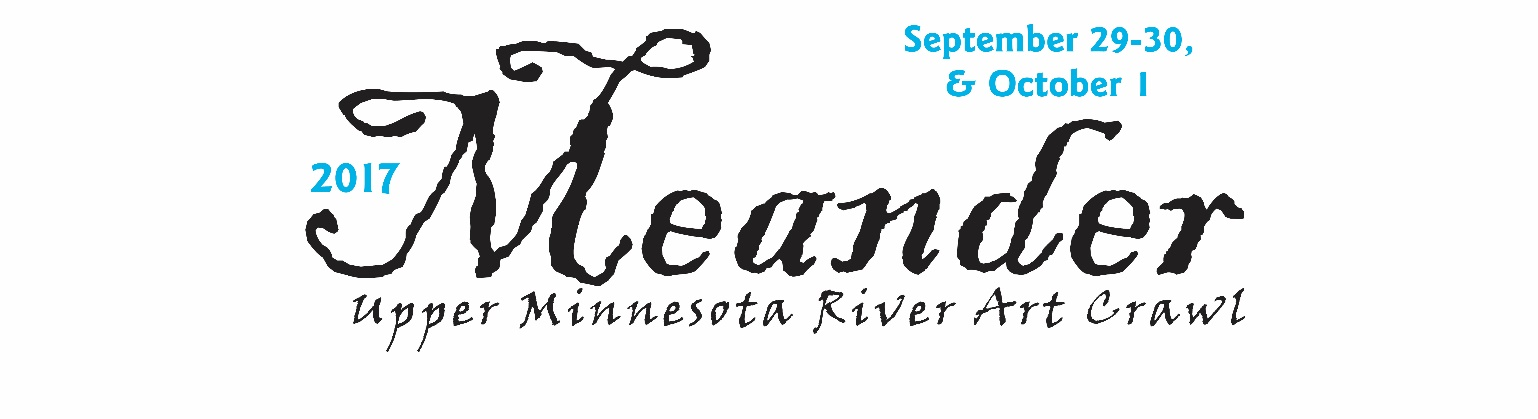 September 29-30,
& October 1
2017
Meander
Upper Minnesota River Art Crawl